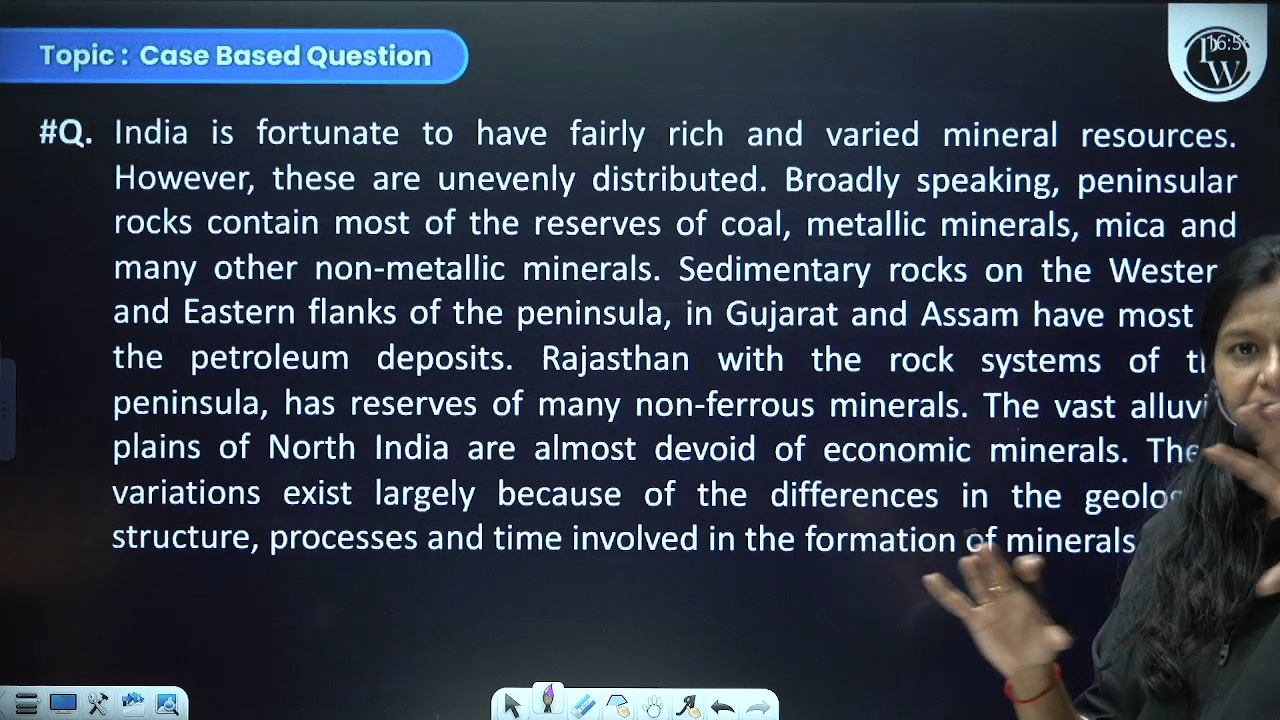 Topic : Case Based Question
#Q. India is fortunate to have fairly rich and varied mineral resources.
However, these are unevenly distributed. Broadly speaking, peninsular
rocks contain most of the reserves of coal, metallic minerals, mica and
many other non-metallic minerals. Sedimentary rocks on the Wester
and Eastern flanks of the peninsula, in Gujarat and Assam have most
the petroleum deposits. Rajasthan with the rock systems of
peninsula, has reserves of many non-ferrous minerals. The vast alluvi
plains of North India are almost devoid of economic minerals.
variations exist largely because of the differences in the
structure, processes and time involved in the formation of minerals